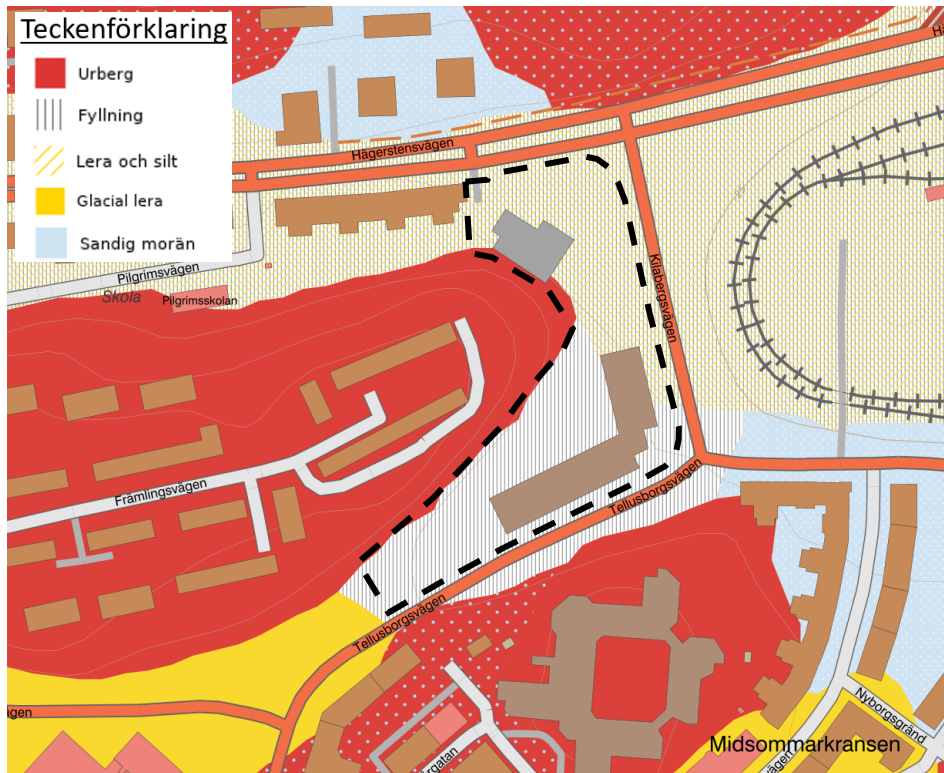 Teckenförklaring
Urberg
Fyllning
Lera och silt
Glacial lera
Sandig morän
Hägerstensvägen
Pilgrimsvägen
Skola
Pilgrimsskolan
Kilabergsvägen
Främlingsvägen
Tellusborgsvägen
Tellusborgsvägen
Nyborgsgränd
Midsommarkransen